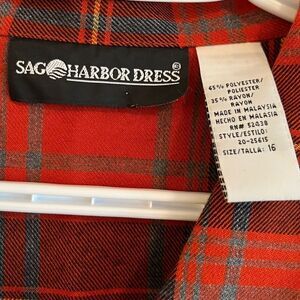 SAG HARBOR DRESS®
65% POLYESTER/
POLIESTER
35% RAYON/
RAYON
MADE IN MALAYSIA
HECHO EN MALASIA
RN# 52038
STYLE/ESTILO:
20-25615
SIZE/TALLA: 16